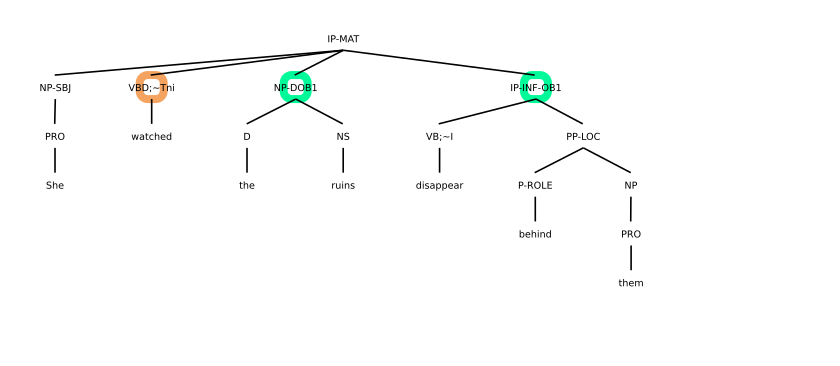 IP-MAT
NP-SBJ VBD;~Tni NP-DOB1 IP-INF-OB1
PRO watched D NS VB;~I PP-LOC
She the ruins disappear P-ROLE NP
behind PRO
them